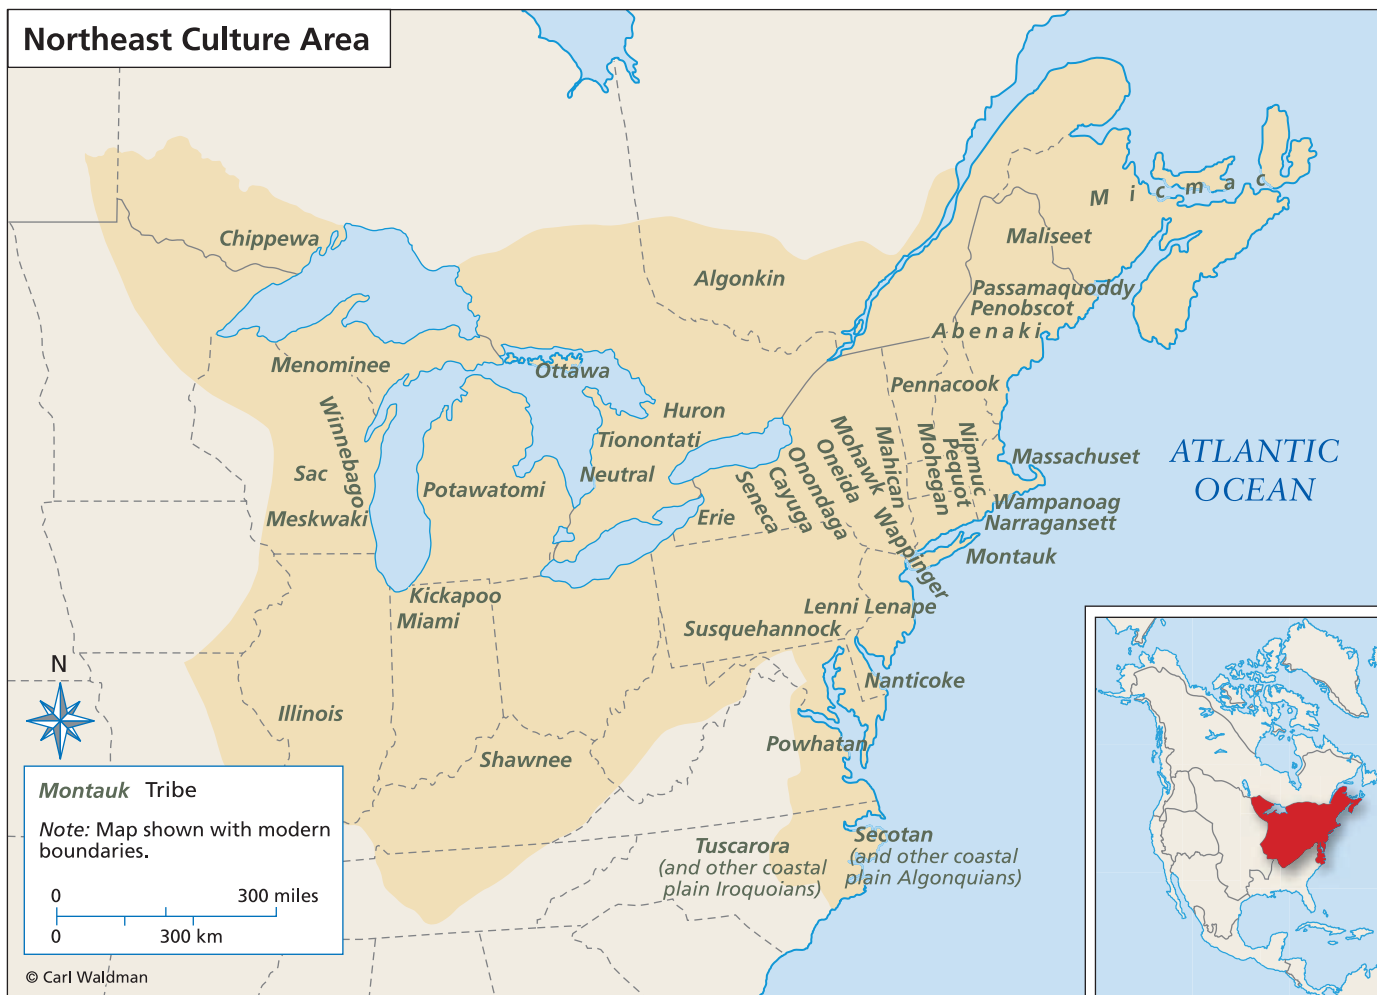 Northeast Culture Area
Micmac
Chippewa
Maliseet
Algonkin
Passamaquoddy
Penobscot
Abenaki
Menominee
Ottawa
Pennacook
Winnebago
Huron
Tionontati
Neutral
Mohawk
Oneida
Mahican
Mohegan
Nipmuc
Pequot
Massachuset
ATLANTIC
OCEAN
Sac
Potawatomi
Seneca
Cayuga
Onondaga
Wampanoag
Meskwaki
Erie
Narragansett
Wappinger
Montauk
Kickapoo
Miami
Lenni Lenape
Susquehannock
Nanticoke
N
Illinois
Powhatan
Shawnee
Montauk Tribe
Note: Map shown with modern
boundaries.
0 300 miles
0 300 km
Tuscarora
(and other coastal
plain Iroquoians)
Secotan
(and other coastal
plain Algonquians)
© Carl Waldman